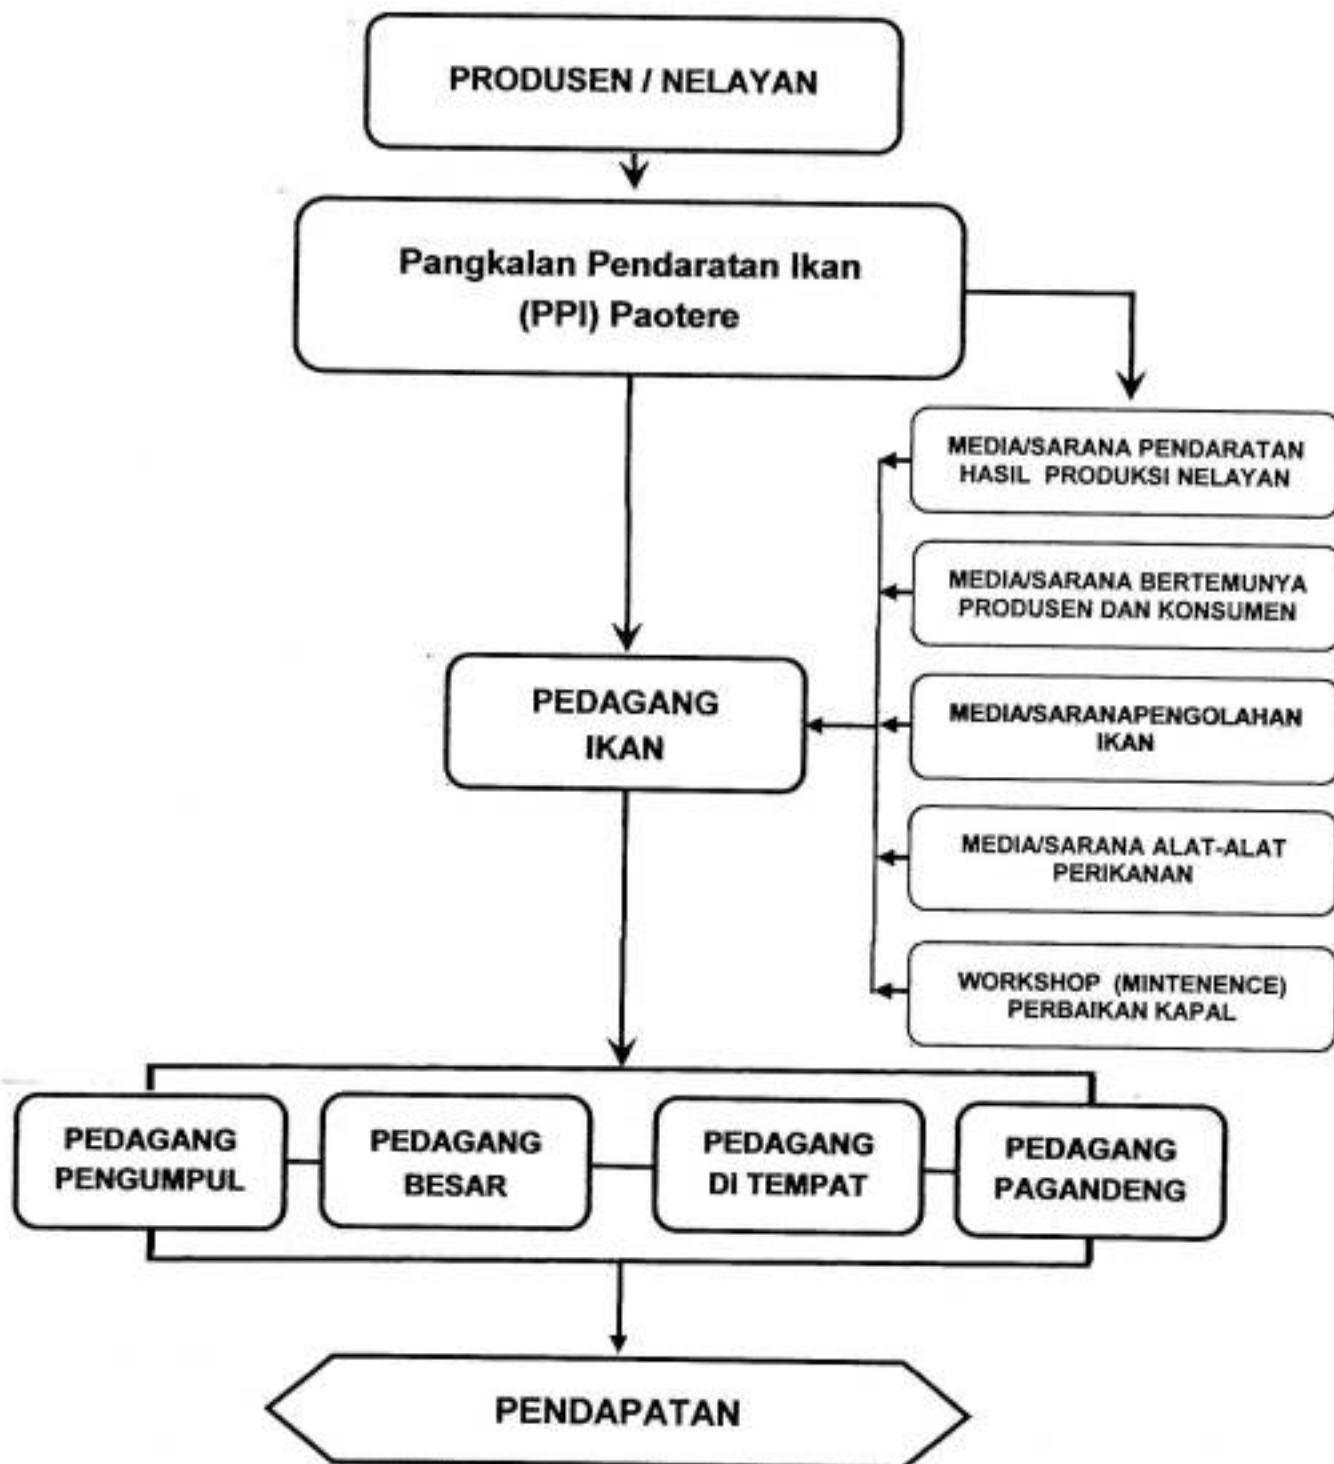 PRODUSEN / NELAYAN
Pangkalan Pendaratan Ikan
(PPI) Paotere
MEDIA/SARANA PENDARATAN
HASIL PRODUKSI NELAYAN
MEDIA/SARANA BERTEMUNYA
PRODUSEN DAN KONSUMEN
PEDAGANG
IKAN
MEDIA/SARANAPENGOLAHAN
IKAN
MEDIA/SARANA ALAT-ALAT
PERIKANAN
WORKSHOP (MINTENENCE)
PERBAIKAN KAPAL
PEDAGANG
PENGUMPUL
PEDAGANG
BESAR
PEDAGANG
DI TEMPAT
PEDAGANG
PAGANDENG
PENDAPATAN